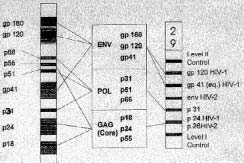 gp 160
gp 120
p66
p55
p51
gp41
p31
p24
p18
ENV
gp 160
gp 120
gp41
POL
p31
p51
p66
GAG
(Core)
p18
p24
p55
2
9
Level II
Control
gp 120 HIV-1
gp 41 (eq.) HIV-1
env HIV-2
p 31
p 24 HIV-1
p 26 HIV-2
Level I
Control